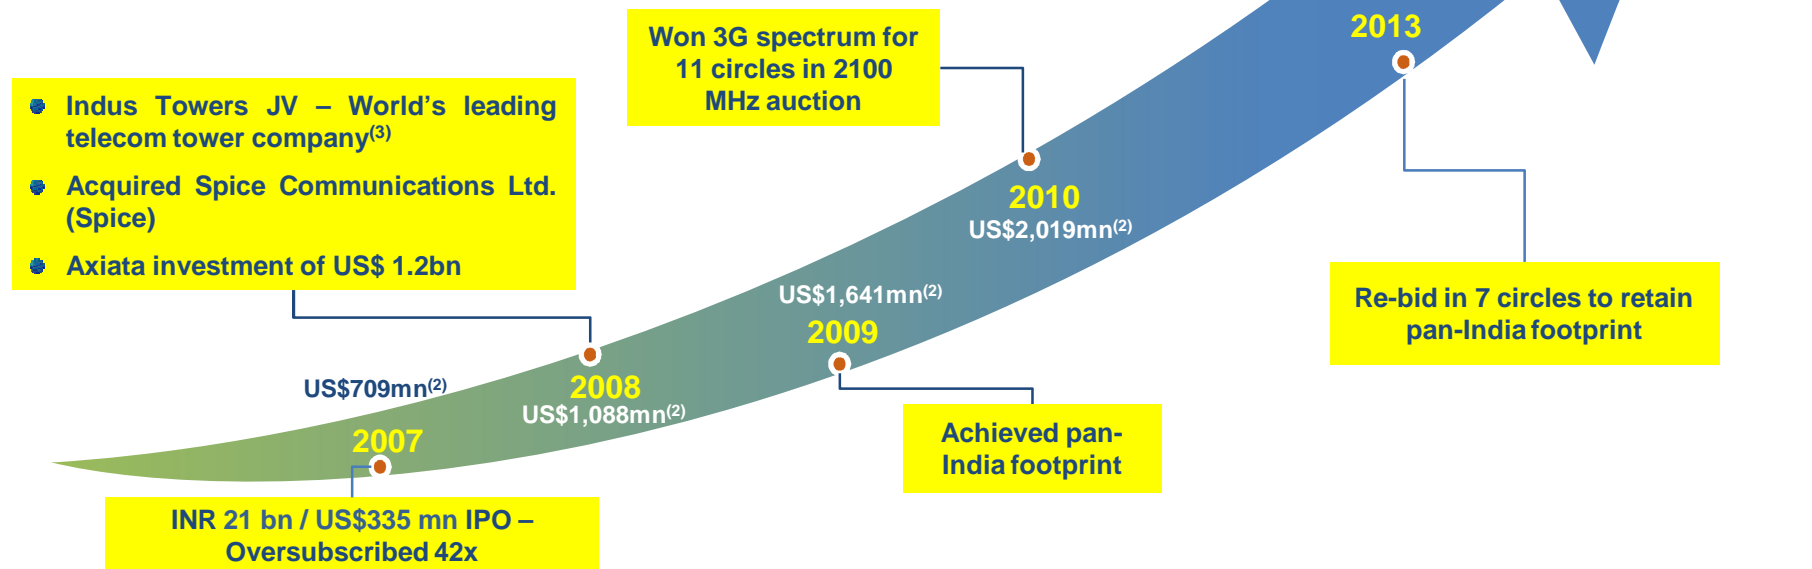 Won 3G spectrum for
11 circles in 2100
MHz auction
2013
Indus Towers JV – World's leading
telecom tower company(3)
Acquired Spice Communications Ltd.
(Spice)
Axiata investment of US$ 1.2bn
2010
US$2,019mn(2)
US$1,641mn(2)
2009
Re-bid in 7 circles to retain
pan-India footprint
US$709mn(2)
2008
US$1,088mn(2)
2007
Achieved pan-
India footprint
INR 21 bn / US$335 mn IPO –
Oversubscribed 42x